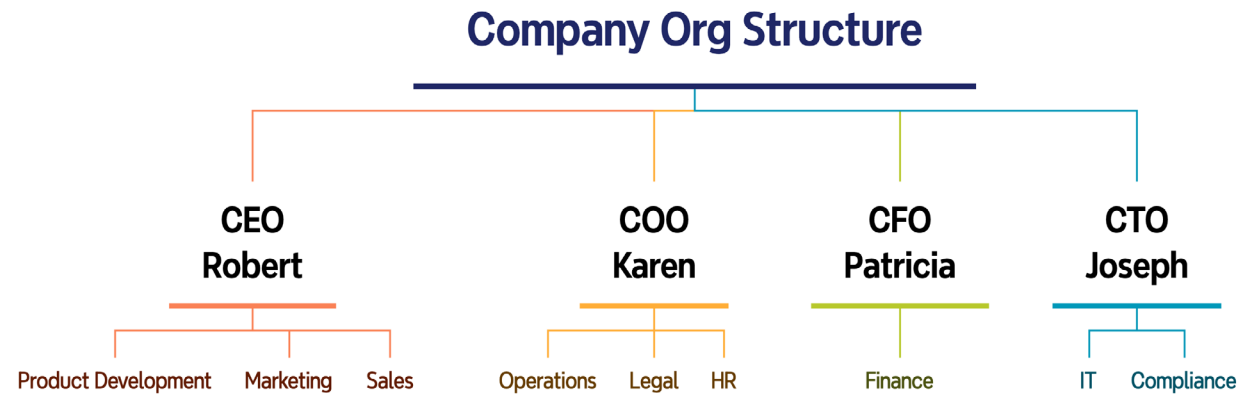 Company Org Structure
CEO
Robert
COO
Karen
CFO
Patricia
CTO
Joseph
Product Development
Marketing
Sales
Operations
Legal
HR
Finance
IT
Compliance